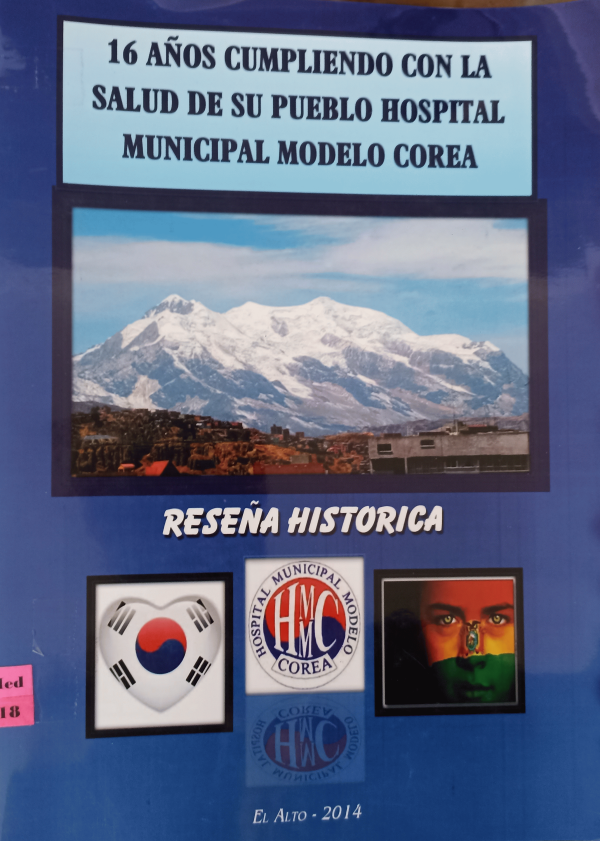 16 AÑOS CUMPLIENDO CON LA
SALUD DE SU PUEBLO HOSPITAL
MUNICIPAL MODELO COREA
RESEÑA HISTORICA
HOSPITAL MUNICIPAL MODELO
HMMC
COREA
18
EL ALTO - 2014